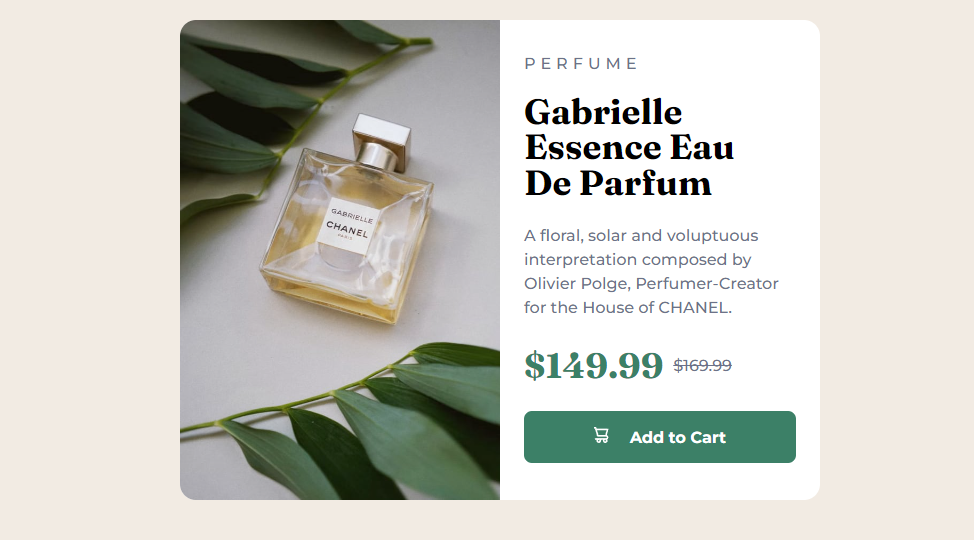 GABRIELLE
CHANEL
PARIS
PERFUME
Gabrielle
Essence Eau
De Parfum
A floral, solar and voluptuous
interpretation composed by
Olivier Polge, Perfumer-Creator
for the House of CHANEL.
$149.99 $169.99
Add to Cart